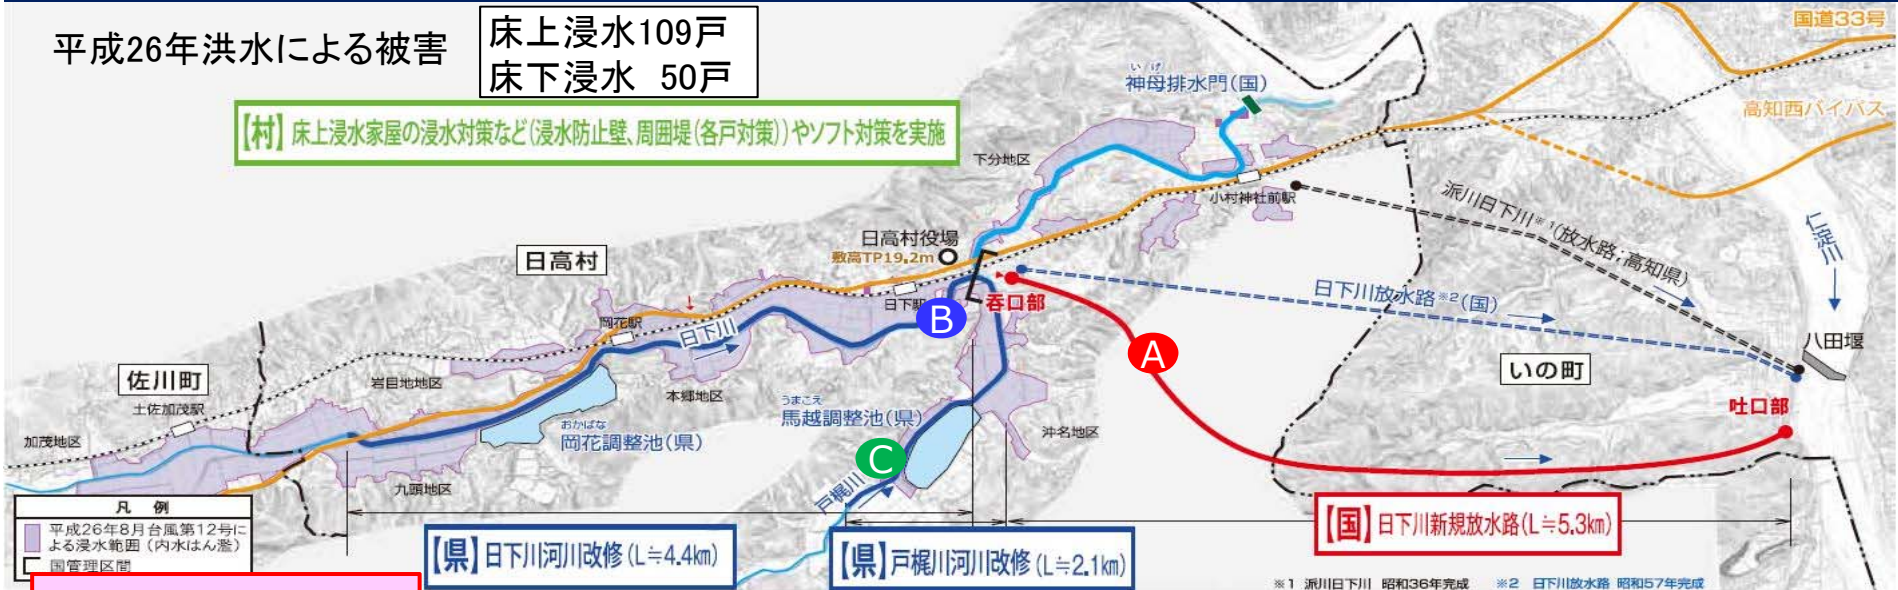 平成26年洪水による被害
床上浸水109戸
床下浸水 50戸
【村】床上浸水家屋の浸水対策など(浸水防止壁、周囲堤(各戸対策))やソフト対策を実施
国道33号
高知西バイパス
いげ
神母排水門(国)
下分地区
小村神社前駅
派川日下川※1(放水路;高知県)
仁淀川
日高村役場
敷高TP19.2m
日高村
日下駅
呑口部
日下川放水路※2(国)
八田堰
いの町
吐口部
A
B
C
岡花駅
日下川
本郷地区
佐川町
土佐加茂駅
加茂地区
岩目地地区
九頭地区
おかばな
岡花調整池(県)
うまこえ
馬越調整池(県)
沖名地区
戸梶川
凡 例
平成26年8月台風第12号に
よる浸水範囲(内水はん濫)
国管理区間
【県】日下川河川改修(L≒4.4km)
【県】戸梶川河川改修(L≒2.1km)
【国】日下川新規放水路(L≒5.3km)
※1 派川日下川 昭和36年完成 ※2 日下川放水路 昭和57年完成